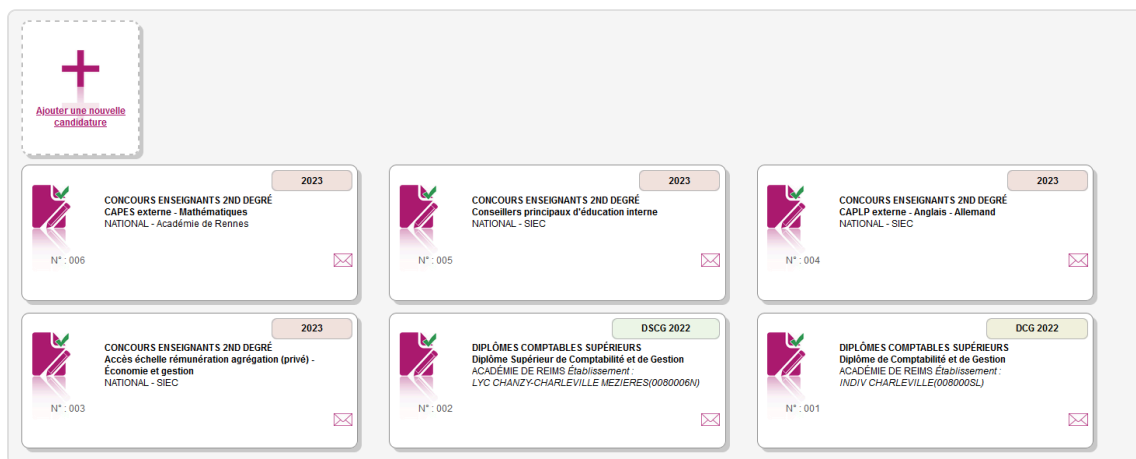 Ajouter une nouvelle
candidature
2023
CONCOURS ENSEIGNANTS 2ND DEGRÉ
CAPES externe - Mathématiques
NATIONAL - Académie de Rennes
N° : 006
2023
CONCOURS ENSEIGNANTS 2ND DEGRÉ
Conseillers principaux d'éducation interne
NATIONAL - SIEC
N° : 005
2023
CONCOURS ENSEIGNANTS 2ND DEGRÉ
CAPLP externe - Anglais - Allemand
NATIONAL - SIEC
N° : 004
2023
CONCOURS ENSEIGNANTS 2ND DEGRÉ
Accès échelle rémunération agrégation (privé) -
Économie et gestion
NATIONAL - SIEC
N° : 003
DSCG 2022
DIPLÔMES COMPTABLES SUPÉRIEURS
Diplôme Supérieur de Comptabilité et de Gestion
ACADÉMIE DE REIMS Établissement :
LYC CHANZY-CHARLEVILLE MEZIERES(0080006N)
N° : 002
DCG 2022
DIPLÔMES COMPTABLES SUPÉRIEURS
Diplôme de Comptabilité et de Gestion
ACADÉMIE DE REIMS Établissement :
INDIV CHARLEVILLE(008000SL)
N° : 001